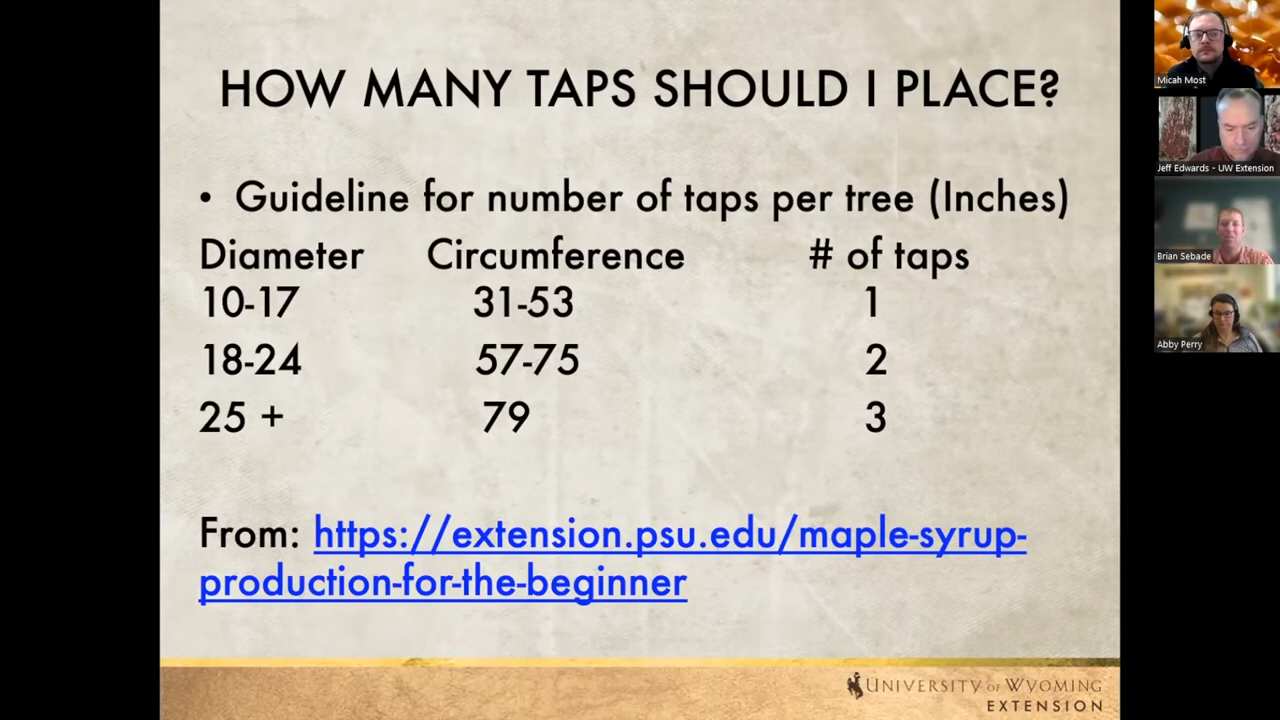 HOW MANY TAPS SHOULD I PLACE?
• Guideline for number of taps per tree (Inches)
Diameter Circumference # of taps
10-17 31-53 1
18-24 57-75 2
25 + 79 3
From: https://extension.psu.edu/maple-syrup-
production-for-the-beginner
UNIVERSITY OF WYOMING
EXTENSION
Micah Most
Jeff Edwards - UW Extension
Brian Sebade
Abby Perry